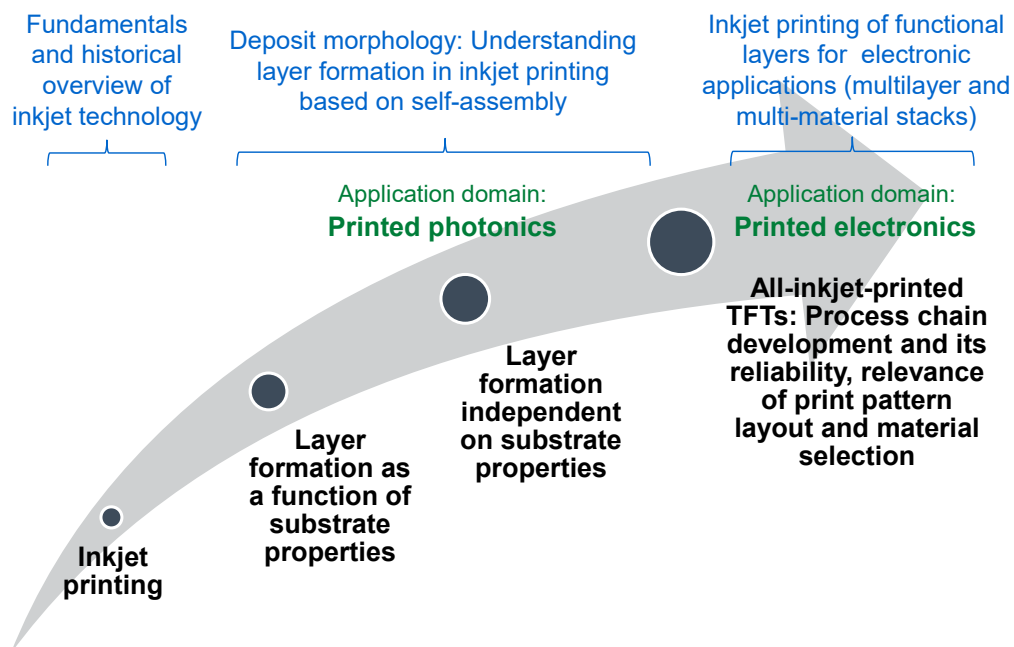 Fundamentals
and historical
overview of
inkjet technology
Deposit morphology: Understanding
layer formation in inkjet printing
based on self-assembly
Inkjet printing of functional
layers for electronic
applications (multilayer and
multi-material stacks)
Application domain:
Printed photonics
Application domain:
Printed electronics
Inkjet
printing
Layer
formation as
a function of
substrate
properties
Layer
formation
independent
on substrate
properties
All-inkjet-printed
TFTs: Process chain
development and its
reliability, relevance
of print pattern
layout and material
selection